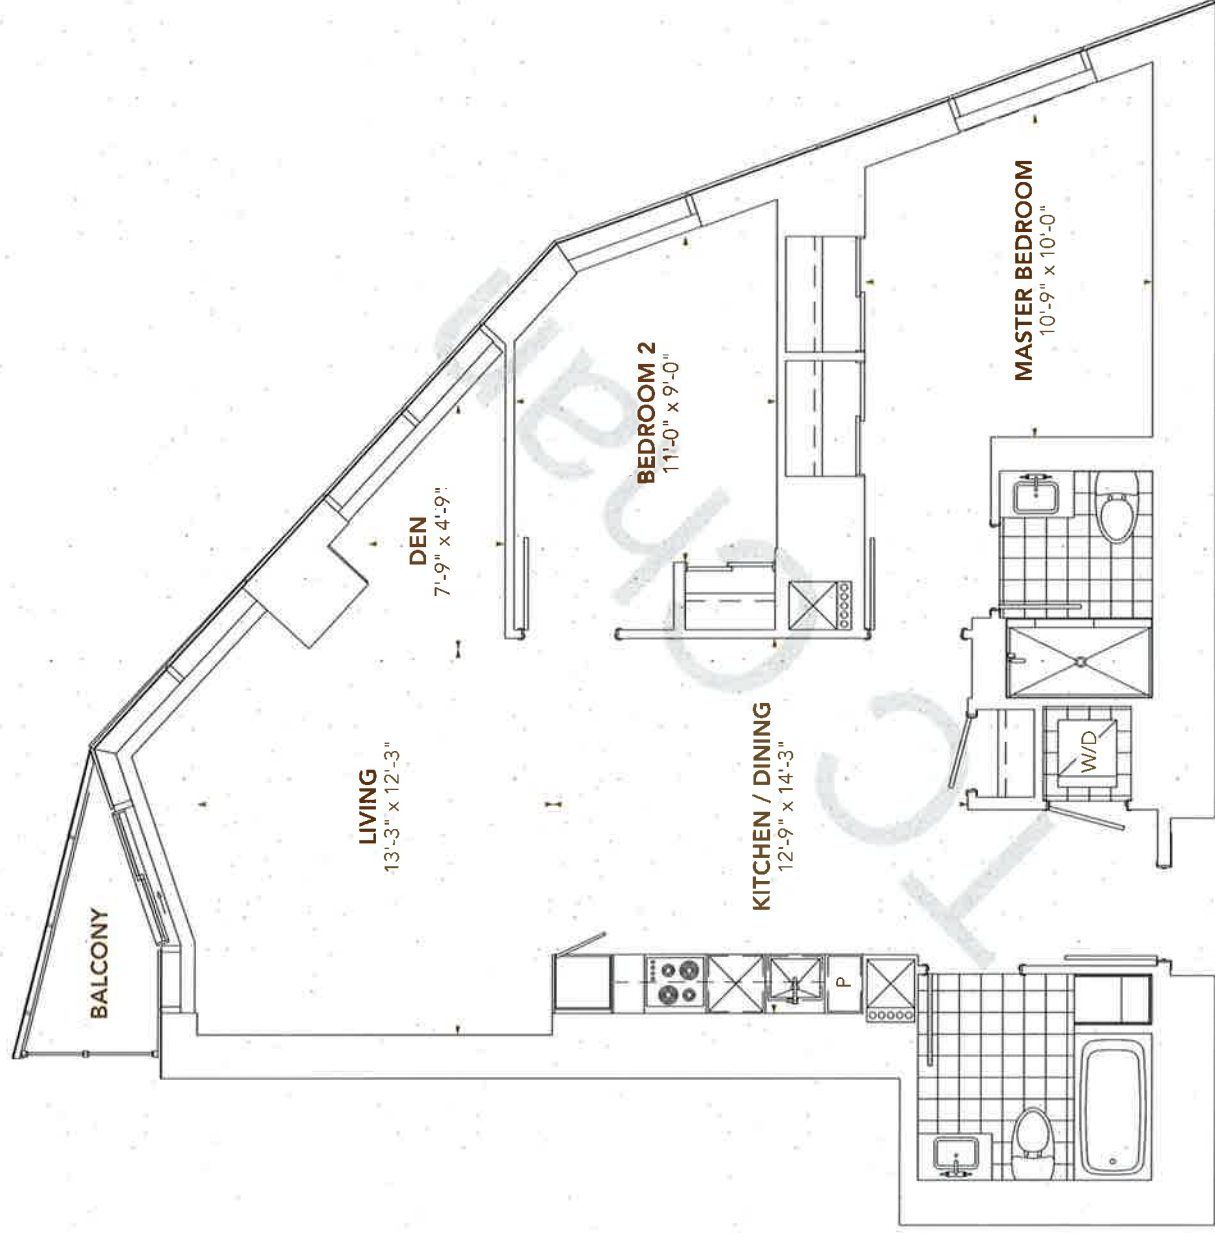 BALCONY
LIVING
13'-3" x 12'-3"
DEN
7'-9" x 4'-9"
BEDROOM 2
11'-0" x 9'-0"
KITCHEN / DINING
12'-9" x 14'-3"
MASTER BEDROOM
10'-9" x 10'-0"
P
W/D